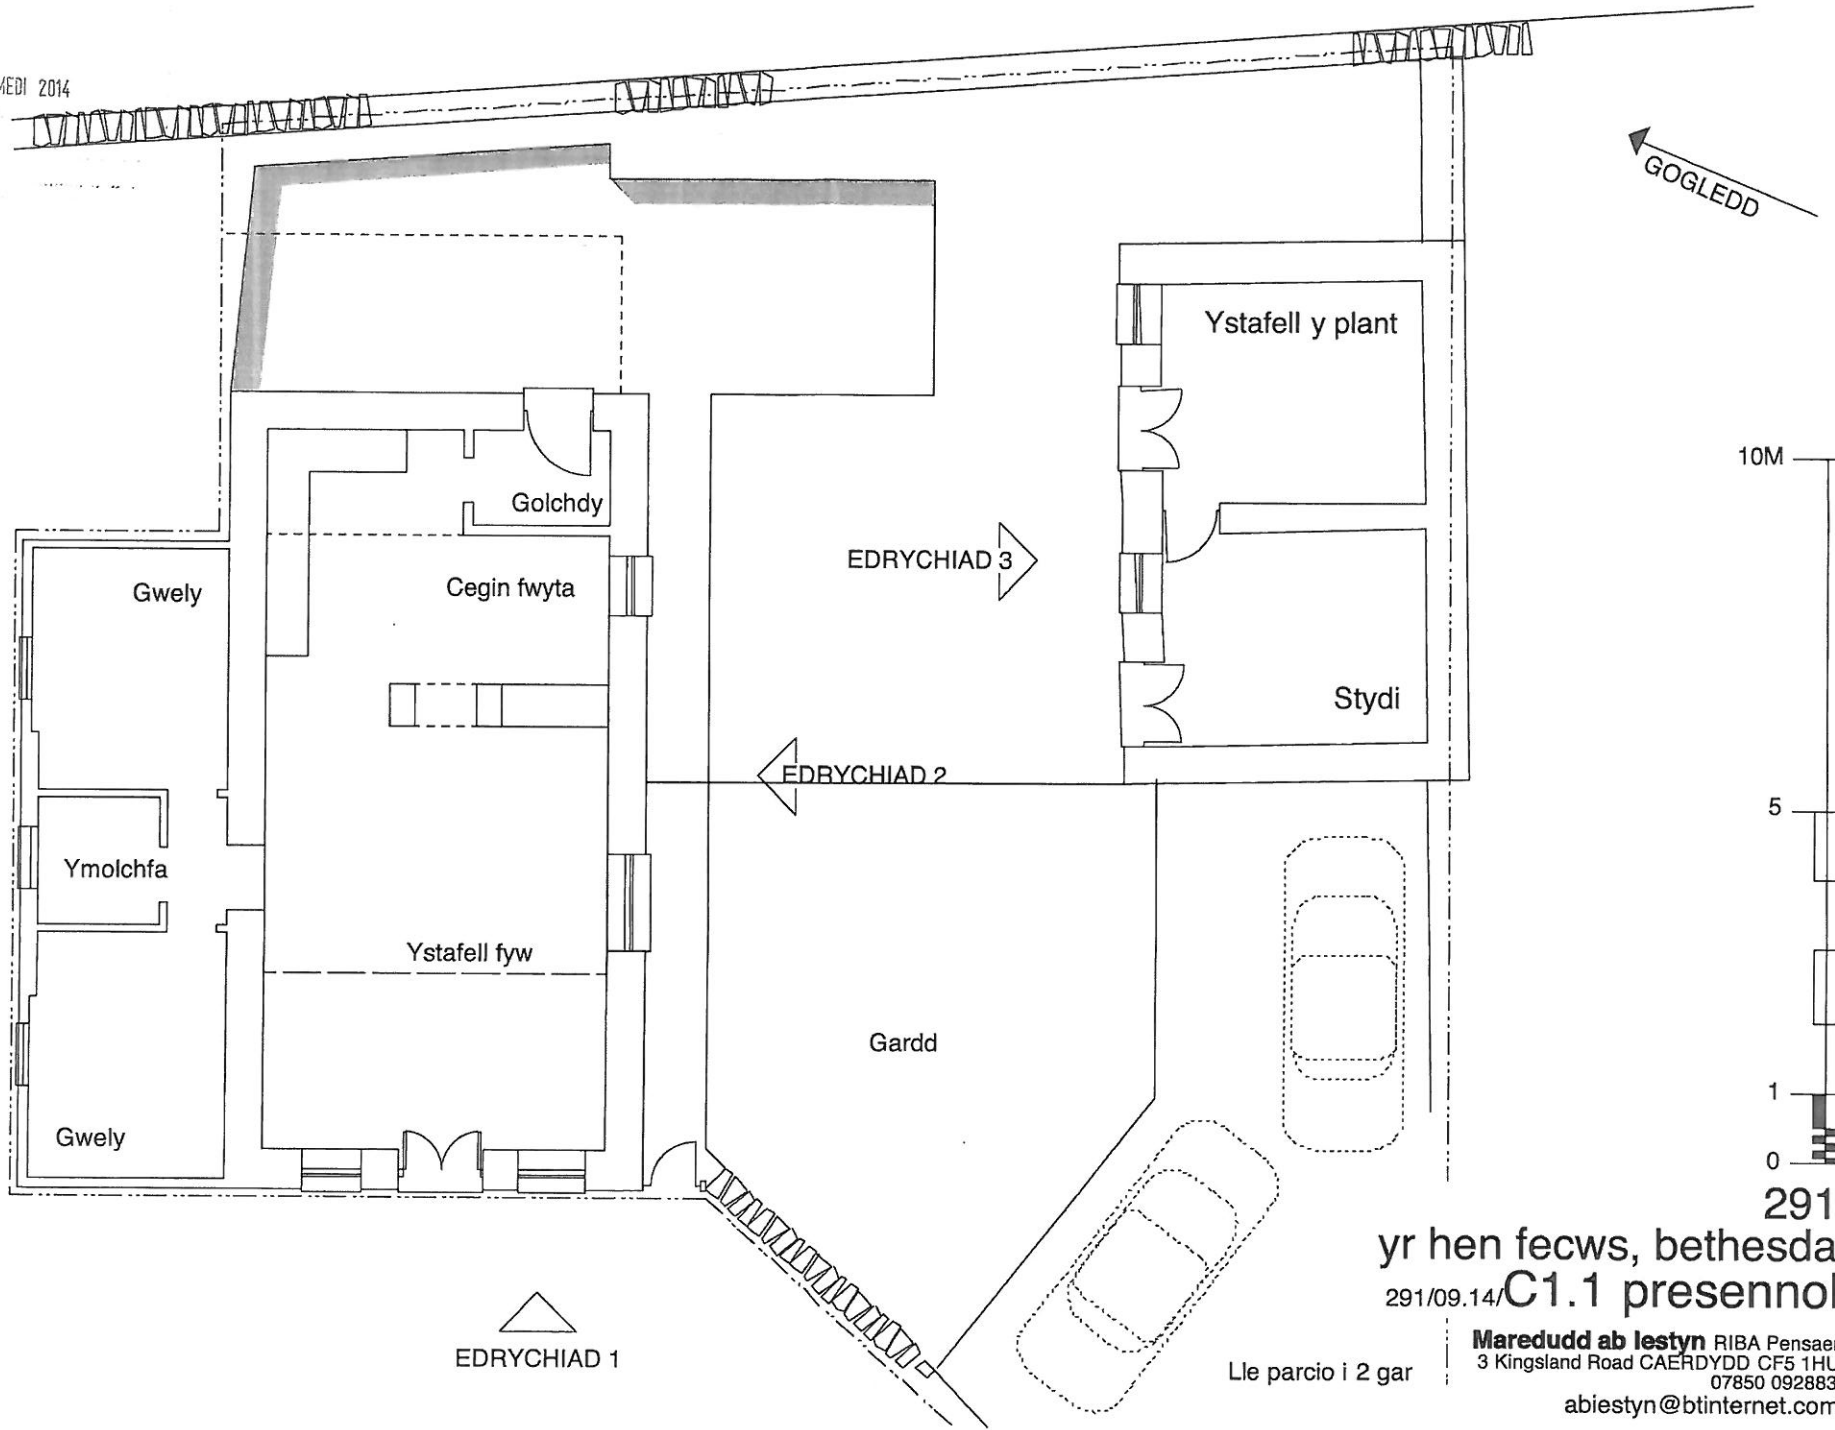 MEDI 2014
GOGLEDD
Ystafell y plant
10M
Golchdy
EDRYCHIAD 3
Gwely
Cegin fwyta
Stydi
EDRYCHIAD 2
5
Ymolchfa
Ystafell fyw
Gardd
1
Gwely
0
291
yr hen fecws, bethesda
291/09.14/C1.1 presennol
EDRYCHIAD 1
Lle parcio i 2 gar
Maredudd ab Iestyn RIBA Pensaer
3 Kingsland Road CAERDYDD CF5 1HU
07850 092883
abiestyn@btinternet.com